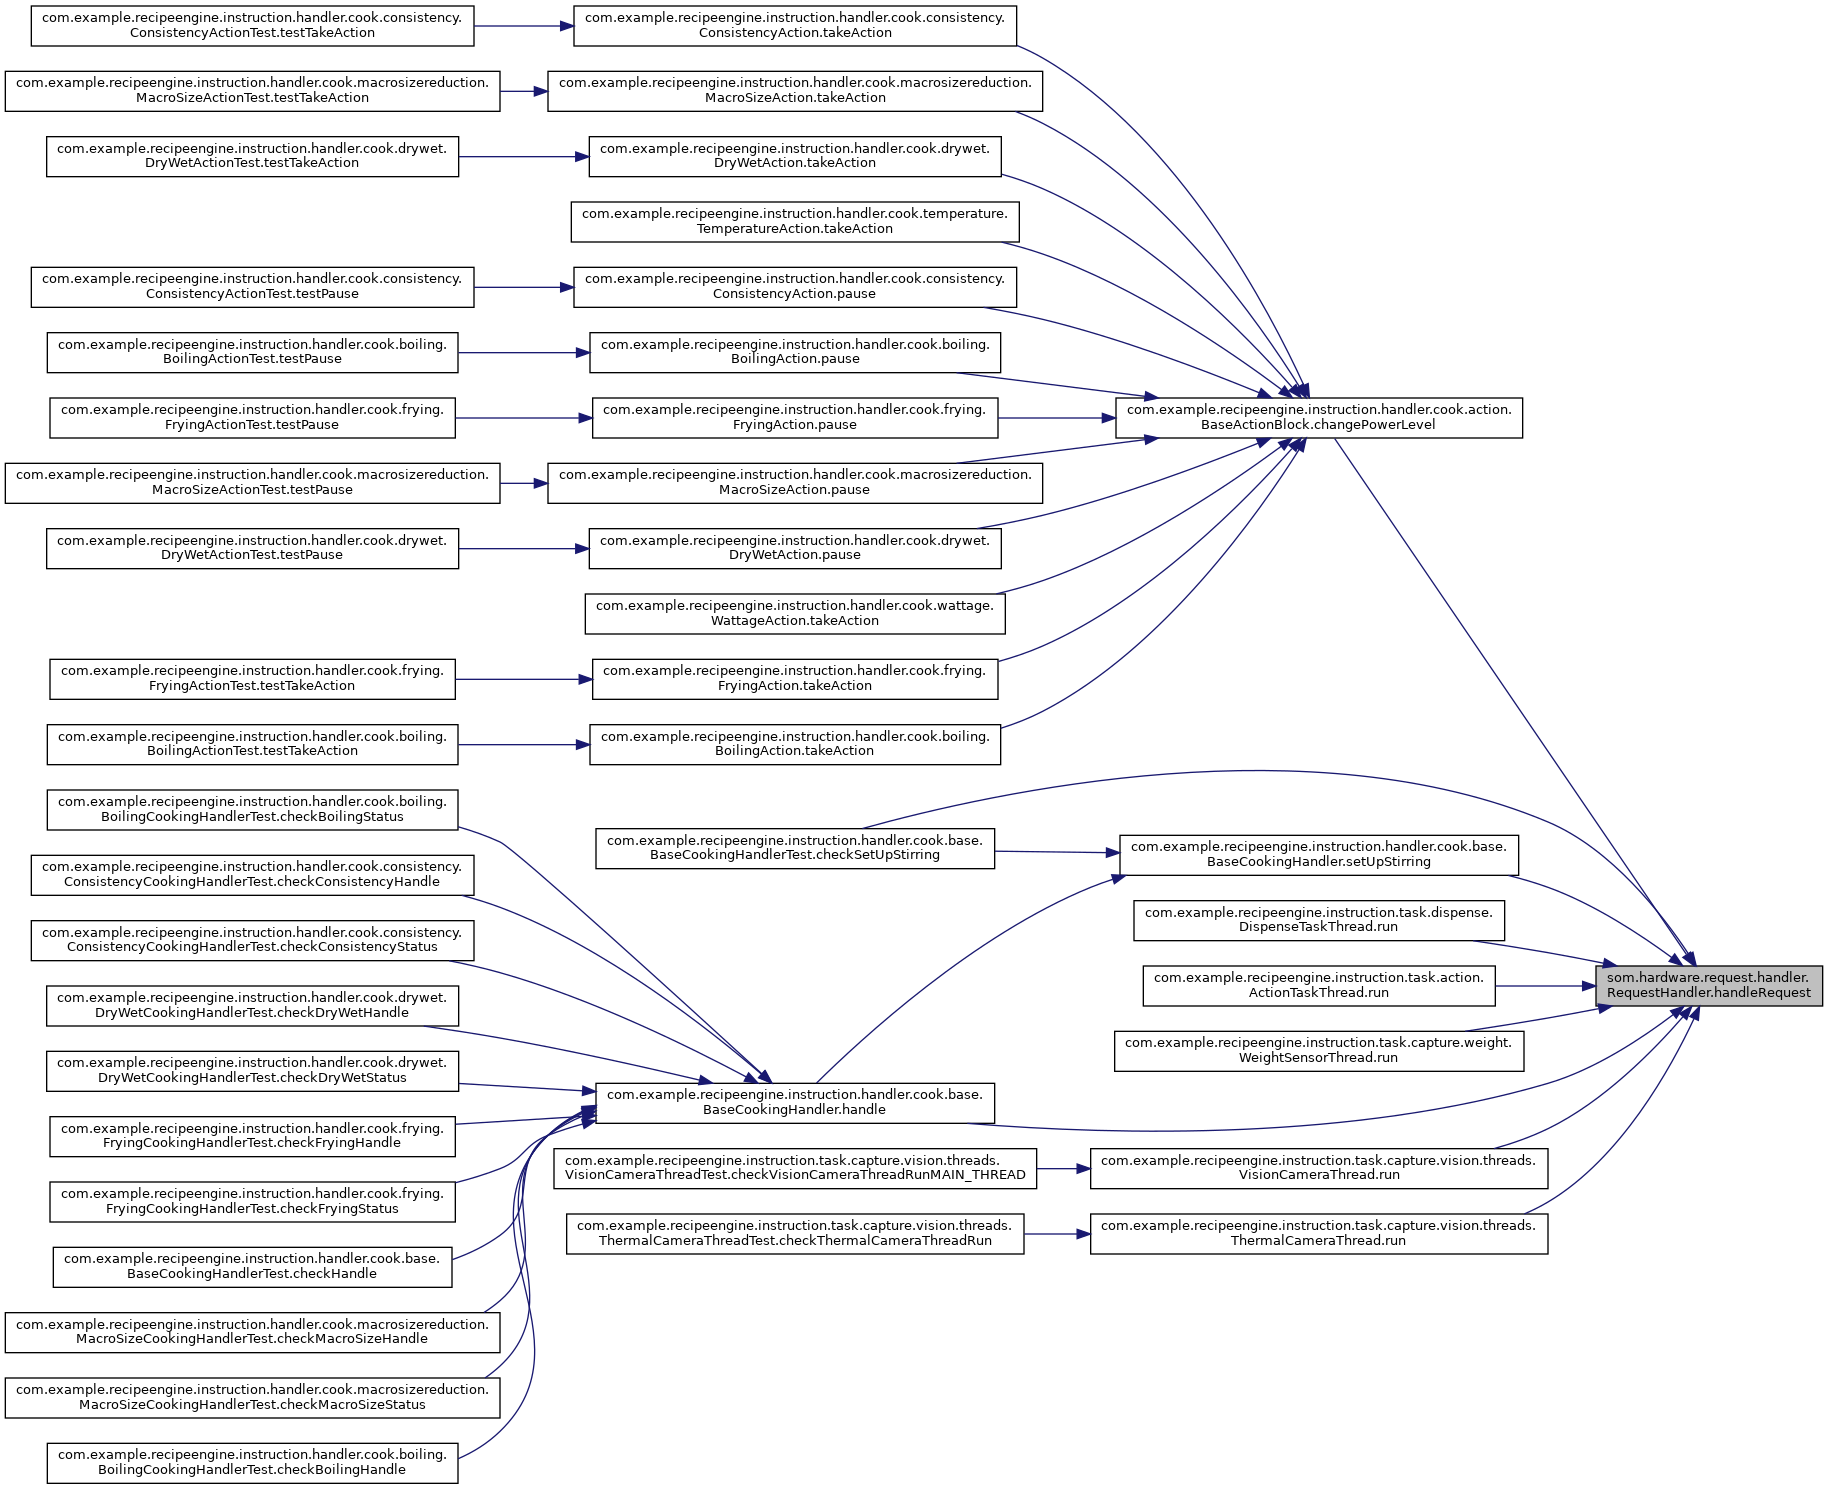 com.example.recipeengine.instruction.handler.cook.consistency.
ConsistencyActionTest.testTakeAction
com.example.recipeengine.instruction.handler.cook.consistency.
ConsistencyAction.takeAction
com.example.recipeengine.instruction.handler.cook.macrosizereduction.
MacroSizeActionTest.testTakeAction
com.example.recipeengine.instruction.handler.cook.macrosizereduction.
MacroSizeAction.takeAction
com.example.recipeengine.instruction.handler.cook.drywet.
DryWetActionTest.testTakeAction
com.example.recipeengine.instruction.handler.cook.drywet.
DryWetAction.takeAction
com.example.recipeengine.instruction.handler.cook.temperature.
TemperatureAction.takeAction
com.example.recipeengine.instruction.handler.cook.consistency.
ConsistencyActionTest.testPause
com.example.recipeengine.instruction.handler.cook.consistency.
ConsistencyAction.pause
com.example.recipeengine.instruction.handler.cook.boiling.
BoilingActionTest.testPause
com.example.recipeengine.instruction.handler.cook.boiling.
BoilingAction.pause
com.example.recipeengine.instruction.handler.cook.frying.
FryingActionTest.testPause
com.example.recipeengine.instruction.handler.cook.frying.
FryingAction.pause
com.example.recipeengine.instruction.handler.cook.action.
BaseActionBlock.changePowerLevel
com.example.recipeengine.instruction.handler.cook.macrosizereduction.
MacroSizeActionTest.testPause
com.example.recipeengine.instruction.handler.cook.macrosizereduction.
MacroSizeAction.pause
com.example.recipeengine.instruction.handler.cook.drywet.
DryWetActionTest.testPause
com.example.recipeengine.instruction.handler.cook.drywet.
DryWetAction.pause
com.example.recipeengine.instruction.handler.cook.wattage.
WattageAction.takeAction
com.example.recipeengine.instruction.handler.cook.frying.
FryingActionTest.testTakeAction
com.example.recipeengine.instruction.handler.cook.frying.
FryingAction.takeAction
com.example.recipeengine.instruction.handler.cook.boiling.
BoilingActionTest.testTakeAction
com.example.recipeengine.instruction.handler.cook.boiling.
BoilingAction.takeAction
com.example.recipeengine.instruction.handler.cook.boiling.
BoilingCookingHandlerTest.checkBoilingStatus
com.example.recipeengine.instruction.handler.cook.base.
BaseCookingHandlerTest.checkSetUpStirring
com.example.recipeengine.instruction.handler.cook.base.
BaseCookingHandler.setUpStirring
com.example.recipeengine.instruction.handler.cook.consistency.
ConsistencyCookingHandlerTest.checkConsistencyHandle
com.example.recipeengine.instruction.task.dispense.
DispenseTaskThread.run
com.example.recipeengine.instruction.handler.cook.consistency.
ConsistencyCookingHandlerTest.checkConsistencyStatus
com.example.recipeengine.instruction.task.action.
ActionTaskThread.run
som.hardware.request.handler.
RequestHandler.handleRequest
com.example.recipeengine.instruction.handler.cook.drywet.
DryWetCookingHandlerTest.checkDryWetHandle
com.example.recipeengine.instruction.task.capture.weight.
WeightSensorThread.run
com.example.recipeengine.instruction.handler.cook.drywet.
DryWetCookingHandlerTest.checkDryWetStatus
com.example.recipeengine.instruction.handler.cook.base.
BaseCookingHandler.handle
com.example.recipeengine.instruction.handler.cook.frying.
FryingCookingHandlerTest.checkFryingHandle
com.example.recipeengine.instruction.task.capture.vision.threads.
VisionCameraThreadTest.checkVisionCameraThreadRunMAIN_THREAD
com.example.recipeengine.instruction.task.capture.vision.threads.
VisionCameraThread.run
com.example.recipeengine.instruction.handler.cook.frying.
FryingCookingHandlerTest.checkFryingStatus
com.example.recipeengine.instruction.task.capture.vision.threads.
ThermalCameraThreadTest.checkThermalCameraThreadRun
com.example.recipeengine.instruction.task.capture.vision.threads.
ThermalCameraThread.run
com.example.recipeengine.instruction.handler.cook.base.
BaseCookingHandlerTest.checkHandle
com.example.recipeengine.instruction.handler.cook.macrosizereduction.
MacroSizeCookingHandlerTest.checkMacroSizeHandle
com.example.recipeengine.instruction.handler.cook.macrosizereduction.
MacroSizeCookingHandlerTest.checkMacroSizeStatus
com.example.recipeengine.instruction.handler.cook.boiling.
BoilingCookingHandlerTest.checkBoilingHandle